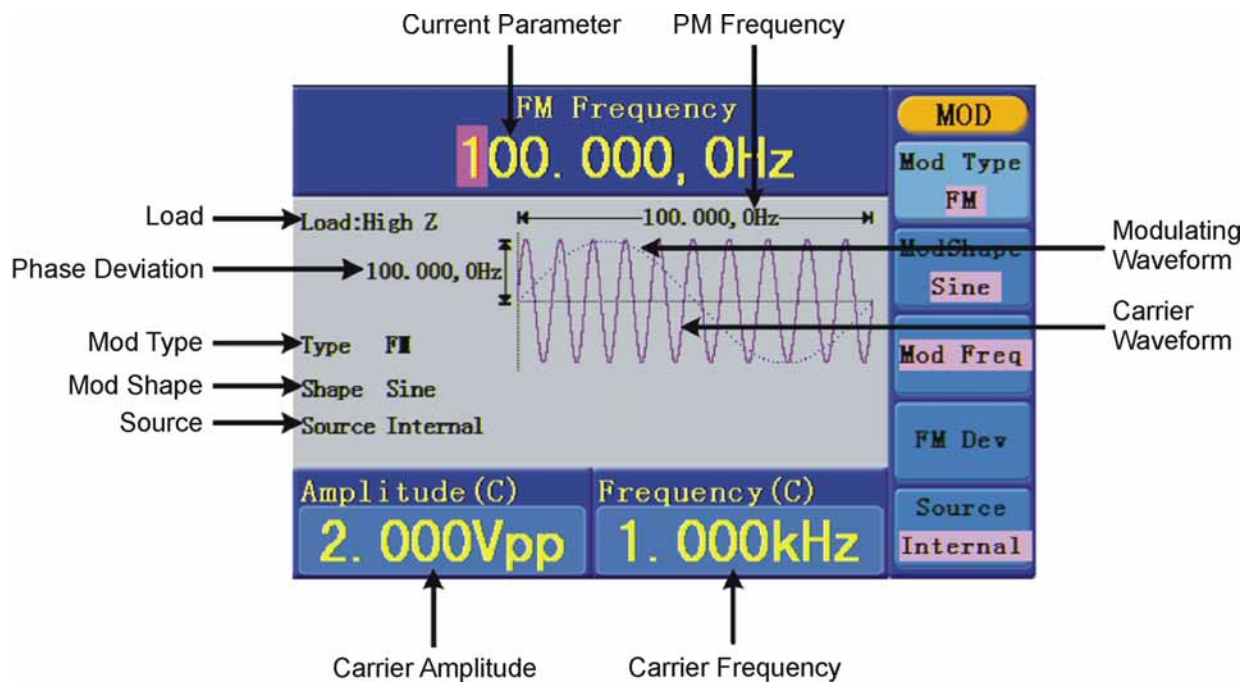 Current Parameter
PM Frequency
FM Frequency
100.000,0Hz
MOD
Mod Type
FM
Load
Load:High Z
100.000,0Hz
Modulating
Waveform
ModShape
Sine
Phase Deviation
100.000,0Hz
Carrier
Waveform
Mod Type
Type FM
Mod Freq
Mod Shape
Shape Sine
Source
Source Internal
FM Dev
Amplitude(C)
Frequency(C)
2.000Vpp
1.000kHz
Source
Internal
Carrier Amplitude
Carrier Frequency